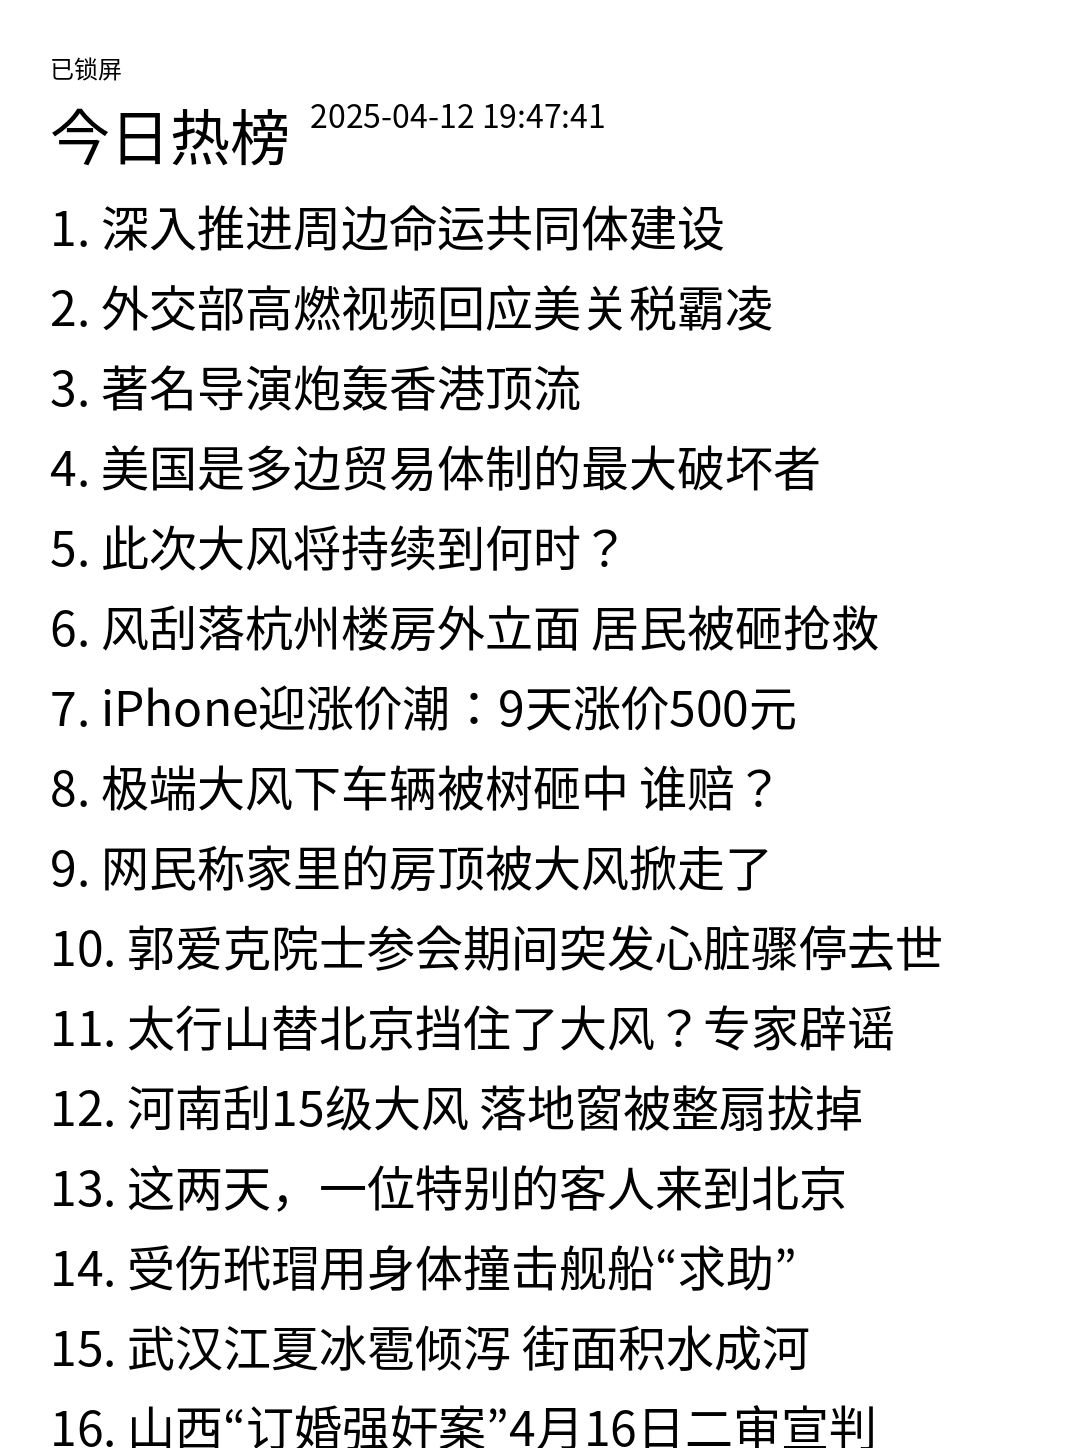 已锁屏
今日热榜 2025-04-12 19:47:41
1. 深入推进周边命运共同体建设
2. 外交部高燃视频回应美关税霸凌
3. 著名导演炮轰香港顶流
4. 美国是多边贸易体制的最大破坏者
5. 此次大风将持续到何时？
6. 风刮落杭州楼房外立面 居民被砸抢救
7. iPhone迎涨价潮：9天涨价500元
8. 极端大风下车辆被树砸中 谁赔？
9. 网民称家里的房顶被大风掀走了
10. 郭爱克院士参会期间突发心脏骤停去世
11. 太行山替北京挡住了大风？专家辟谣
12. 河南刮15级大风 落地窗被整扇拔掉
13. 这两天，一位特别的客人来到北京
14. 受伤玳瑁用身体撞击舰船“求助”
15. 武汉江夏冰雹倾泻 街面积水成河
16. 山西“订婚强奸案”4月16日二审宣判